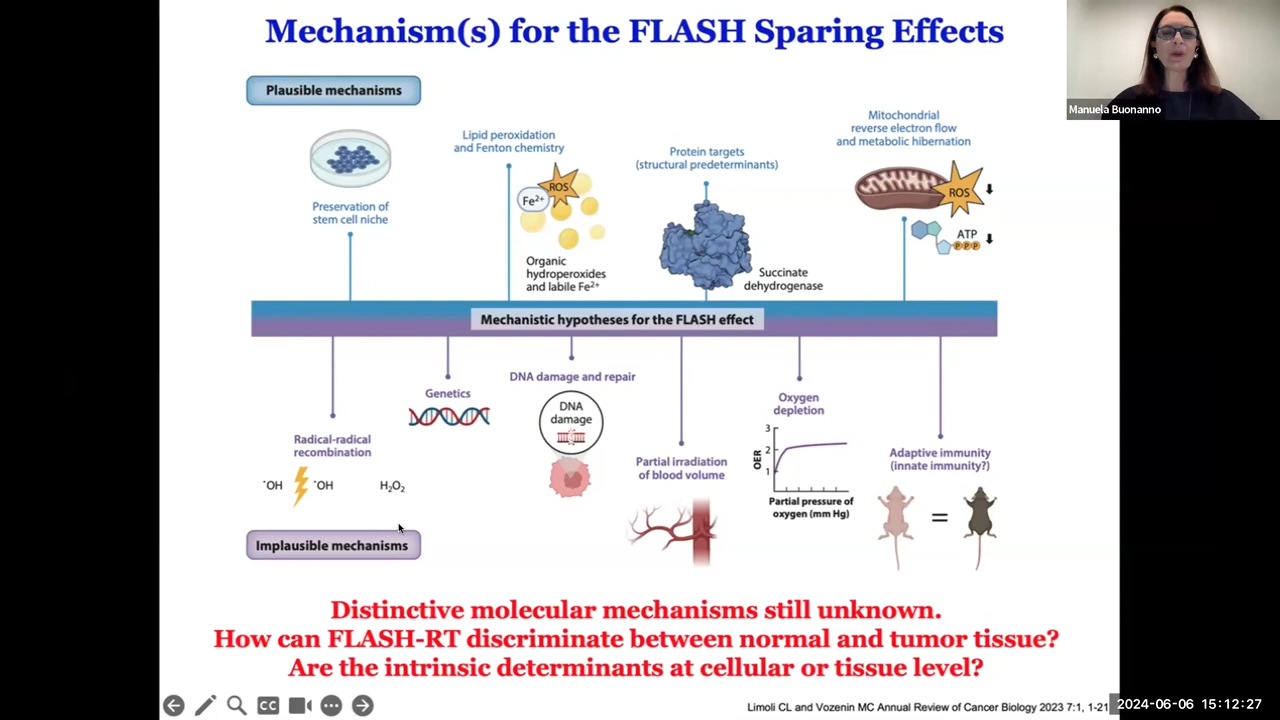 Mechanism(s) for the FLASH Sparing Effects
Manuela Buonanno
Plausible mechanisms
Preservation of
stem cell niche
Lipid peroxidation
and Fenton chemistry
ROS
Fe²⁺
Organic
hydroperoxides
and labile Fe²⁺
Protein targets
(structural predeterminants)
Succinate
dehydrogenase
Mitochondrial
reverse electron flow
and metabolic hibernation
ROS
ATP
P P P
Mechanistic hypotheses for the FLASH effect
Radical-radical
recombination
˙OH
˙OH
H₂O₂
Genetics
DNA damage and repair
DNA
damage
Partial irradiation
of blood volume
Oxygen
depletion
3
2
1
OER
Partial pressure of
oxygen (mm Hg)
Adaptive immunity
(innate immunity?)
=
Implausible mechanisms
Distinctive molecular mechanisms still unknown.
How can FLASH-RT discriminate between normal and tumor tissue?
Are the intrinsic determinants at cellular or tissue level?
CC
Limoli CL and Vozenin MC Annual Review of Cancer Biology 2023 7:1, 1-21
2024-06-06 15:12:27